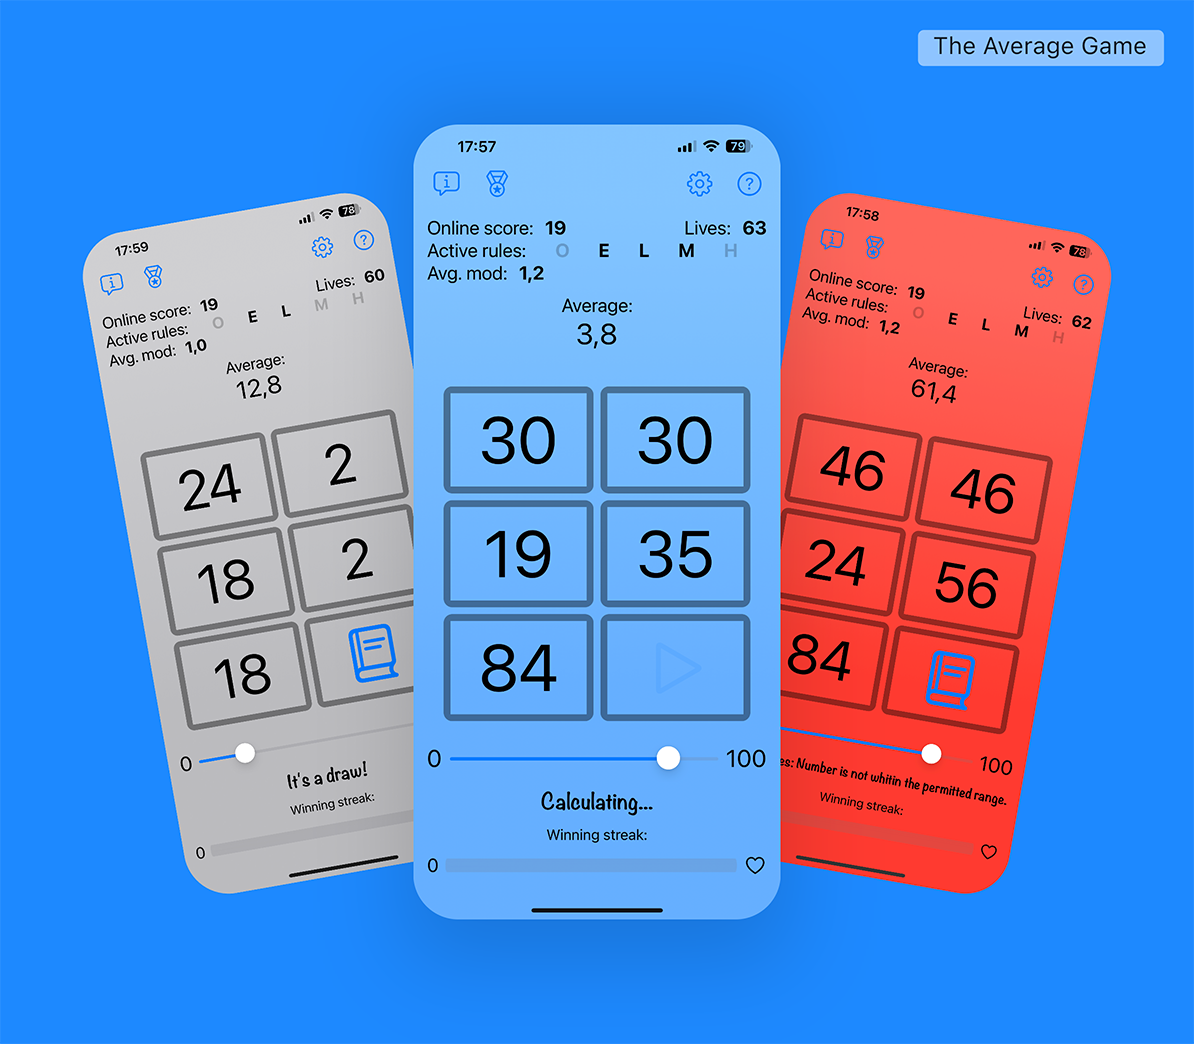 The Average Game
17:59
78
Online score: 19
Lives: 60
Active rules: O E L M H
Avg. mod: 1,0
Average:
12,8
24 2
18 2
18
0
It's a draw!
Winning streak:
0
17:57
79
Online score: 19 Lives: 63
Active rules: O E L M H
Avg. mod: 1,2
Average:
3,8
30 30
19 35
84
0 100
Calculating...
Winning streak:
0
17:58
78
Online score: 19
Lives: 62
Active rules: O E L M H
Avg. mod: 1,2
Average:
61,4
46 46
24 56
84
100
es: Number is not whitin the permitted range.
Winning streak: